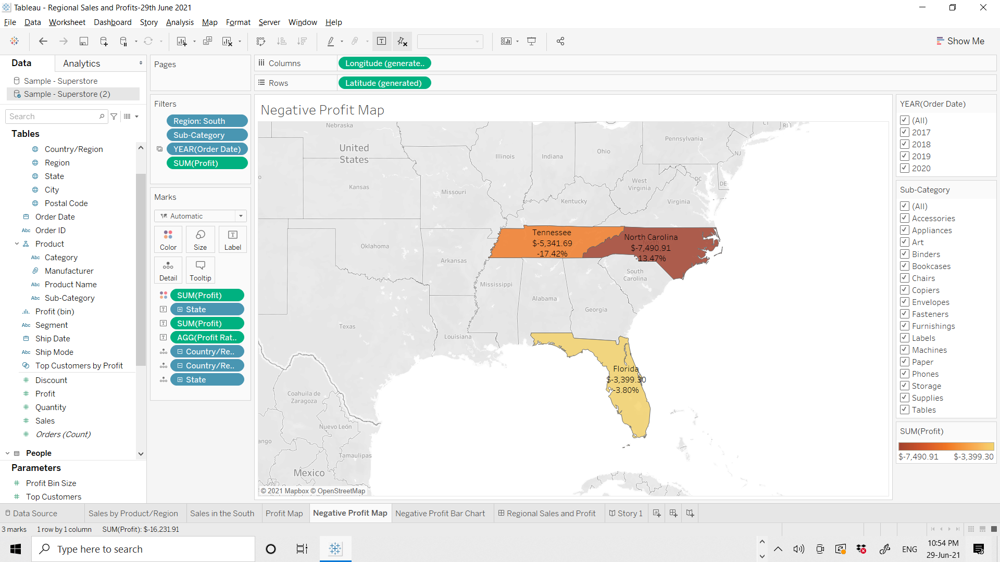 Tableau - Regional Sales and Profits-29th June 2021
File Data Worksheet Dashboard Story Analysis Map Format Server Window Help
Show Me
Data Analytics
Sample - Superstore
Sample - Superstore (2)
Search
Tables
Country/Region
Region
State
City
Postal Code
Order Date
Abc Order ID
Product
Abc Category
Manufacturer
Abc Product Name
Abc Sub-Category
Profit (bin)
Abc Segment
Ship Date
Abc Ship Mode
Top Customers by Profit
# Discount
# Profit
# Quantity
# Sales
# Orders (Count)
People
Parameters
# Profit Bin Size
# Top Customers
Pages
Filters
Region: South
Sub-Category
YEAR(Order Date)
SUM(Profit)
Marks
Automatic
Color Size Label
Detail Tooltip
SUM(Profit)
State
SUM(Profit)
AGG(Profit Rat..
Country/Re..
Country/Re..
State
Columns Longitude (generate..
Rows Latitude (generated)
Negative Profit Map
Nebraska
United
States
Illinois
Indiana
Ohio
Pennsylvania
CT
RI
NJ
Kansas
Missouri
West
Virginia
DC
DE
Kentucky
Virginia
Tennessee
$-5,341.69
-17.42%
North Carolina
$-7,490.91
-13.47%
Oklahoma
Arkansas
South
Carolina
Mississippi
Alabama
Georgia
Texas
Louisiana
Florida
$-3,399.30
-3.80%
Coahuila de
Zaragoza
Nuevo León
ango
Tamaulipas
Mexico
© 2021 Mapbox © OpenStreetMap
YEAR(Order Date)
(All)
2017
2018
2019
2020
Sub-Category
(All)
Accessories
Appliances
Art
Binders
Bookcases
Chairs
Copiers
Envelopes
Fasteners
Furnishings
Labels
Machines
Paper
Phones
Storage
Supplies
Tables
SUM(Profit)
$-7,490.91 $-3,399.30
Data Source Sales by Product/Region Sales in the South Profit Map Negative Profit Map Negative Profit Bar Chart Regional Sales and Profit Story 1
3 marks 1 row by 1 column SUM(Profit): $-16,231.91
Type here to search
ENG
10:54 PM
29-Jun-21